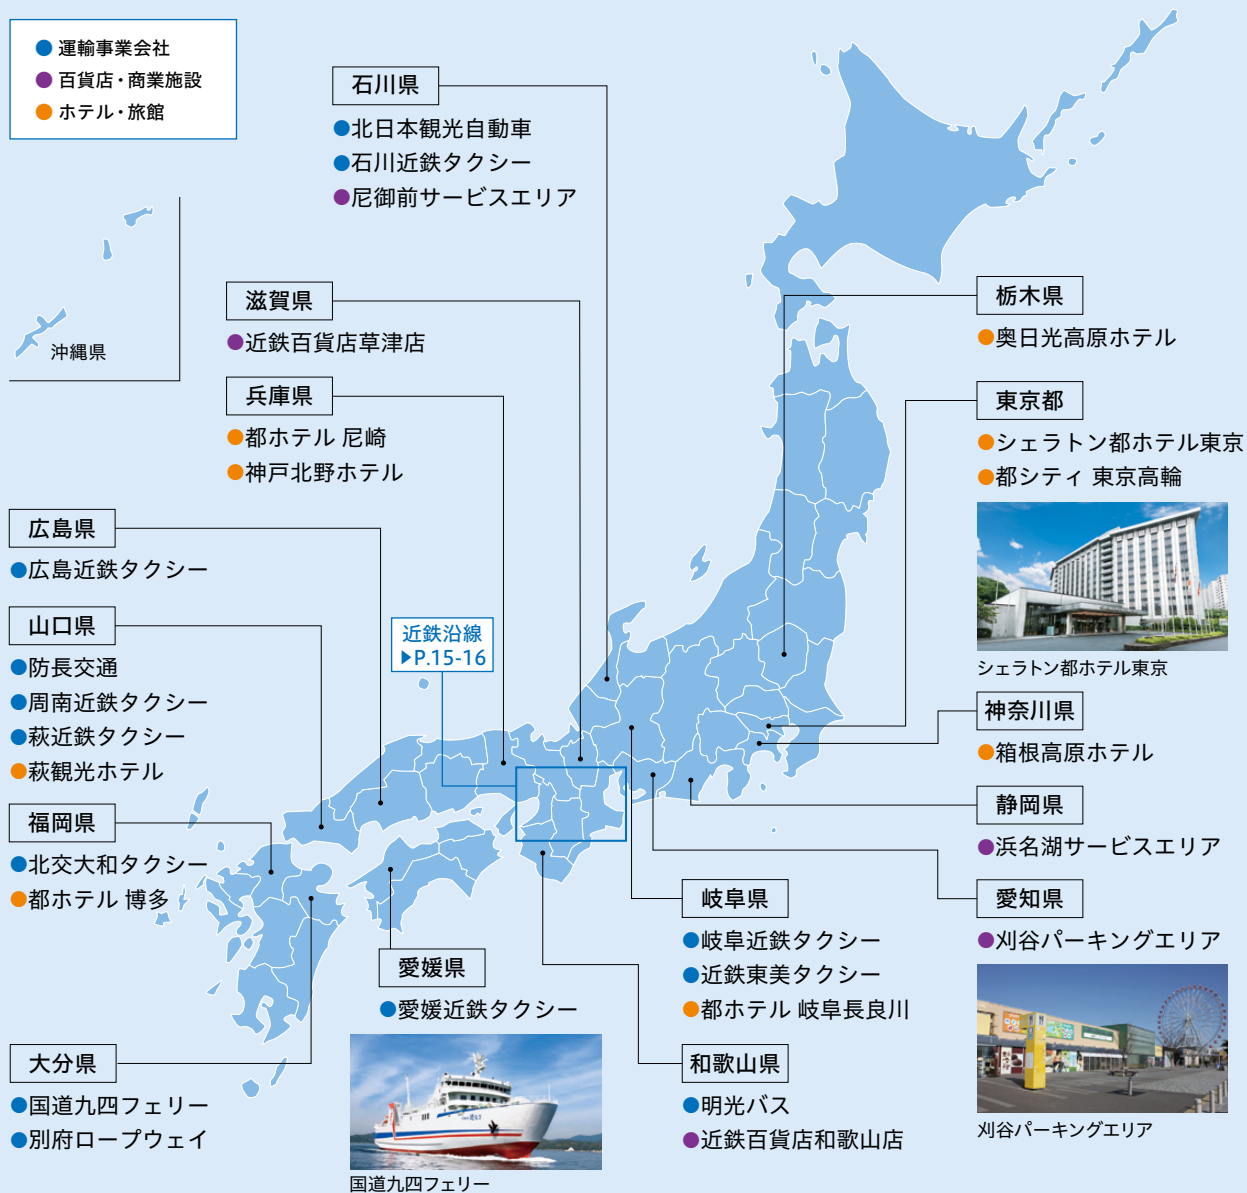 運輸事業会社
百貨店・商業施設
ホテル・旅館
沖縄県
石川県
北日本観光自動車
石川近鉄タクシー
尼御前サービスエリア
滋賀県
近鉄百貨店草津店
兵庫県
都ホテル 尼崎
神戸北野ホテル
広島県
広島近鉄タクシー
山口県
防長交通
周南近鉄タクシー
萩近鉄タクシー
萩観光ホテル
福岡県
北交大和タクシー
都ホテル 博多
大分県
国道九四フェリー
別府ロープウェイ
近鉄沿線
▶P.15-16
愛媛県
愛媛近鉄タクシー
国道九四フェリー
栃木県
奥日光高原ホテル
東京都
シェラトン都ホテル東京
都シティ 東京高輪
シェラトン都ホテル東京
神奈川県
箱根高原ホテル
静岡県
浜名湖サービスエリア
愛知県
刈谷パーキングエリア
刈谷パーキングエリア
岐阜県
岐阜近鉄タクシー
近鉄東美タクシー
都ホテル 岐阜長良川
和歌山県
明光バス
近鉄百貨店和歌山店